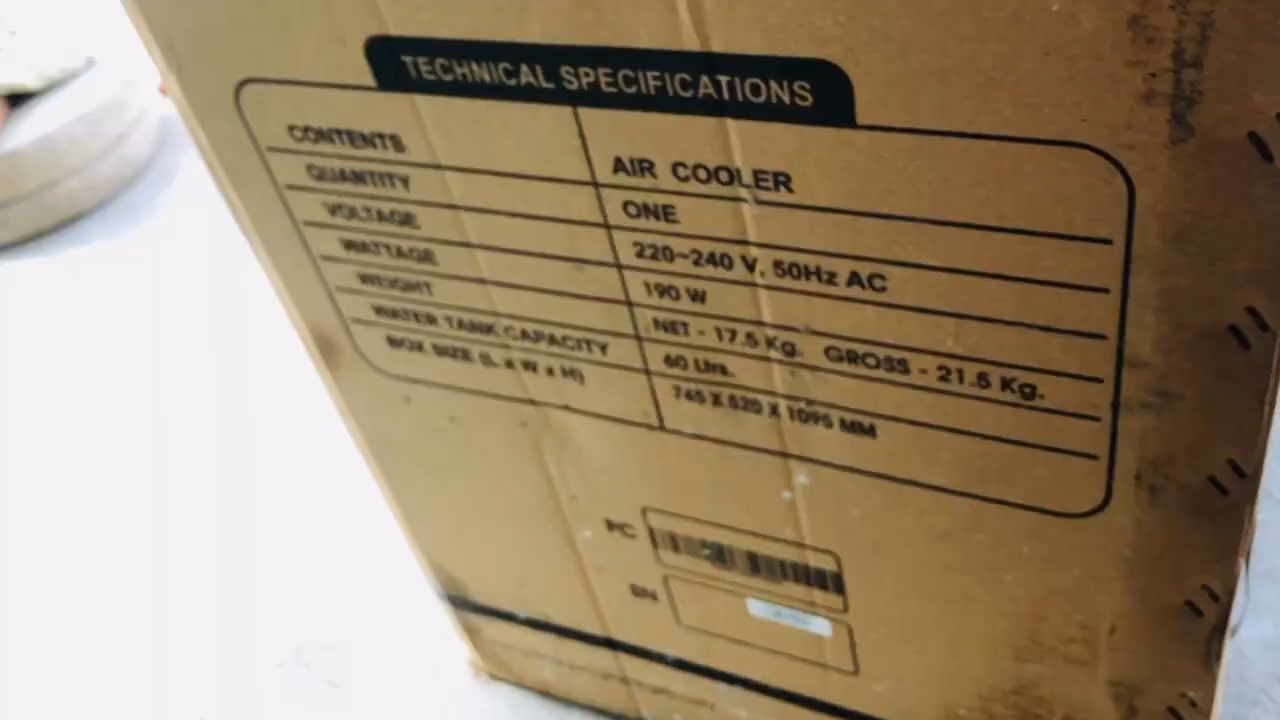 TECHNICAL SPECIFICATIONS
CONTENTS AIR COOLER
QUANTITY ONE
VOLTAGE 220~240 V, 50Hz AC
WATTAGE 190 W
WEIGHT NET - 17.5 Kg. GROSS - 21.5 Kg.
WATER TANK CAPACITY 60 Ltrs.
BOX SIZE (L x W x H) 745 X 520 X 1095 MM
PC
SN